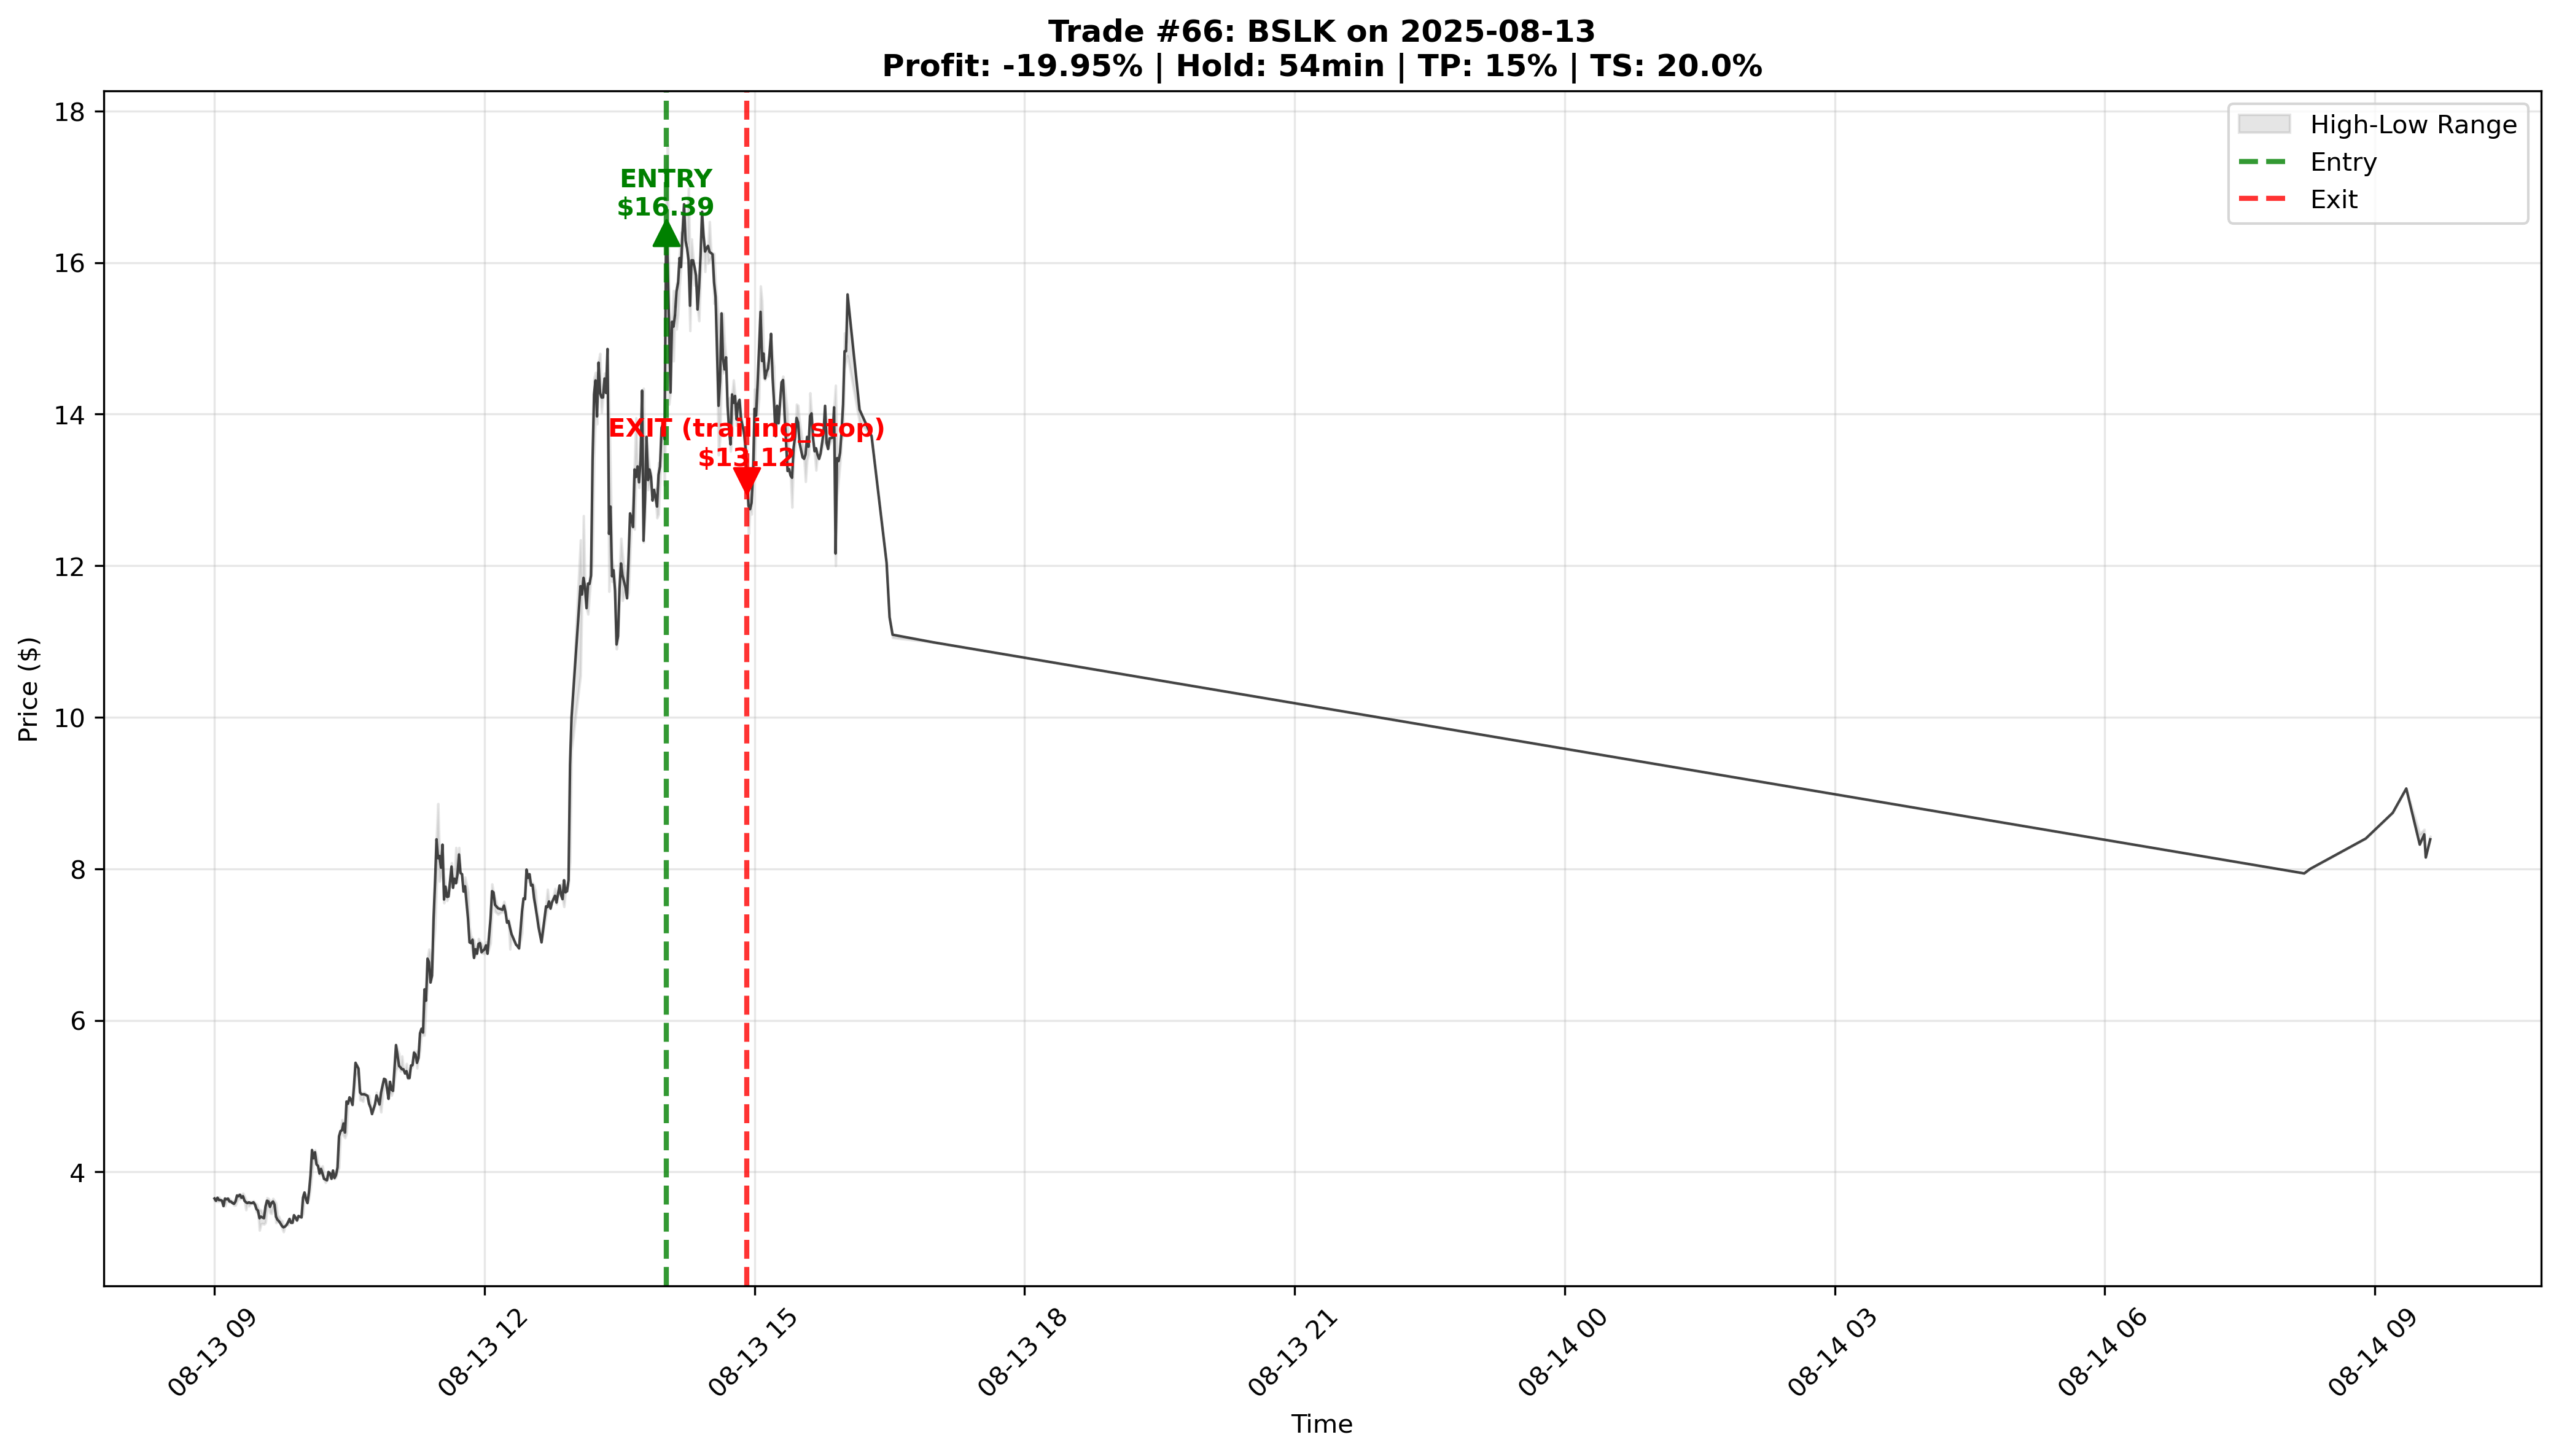 Trade #66: BSLK on 2025-08-13
Profit: -19.95% | Hold: 54min | TP: 15% | TS: 20.0%
High-Low Range
Entry
Exit
ENTRY
$16.39
EXIT (trailing_stop)
$13.12
Price ($)
18
16
14
12
10
8
6
4
08-13 09
08-13 12
08-13 15
08-13 18
08-13 21
08-14 00
08-14 03
08-14 06
08-14 09
Time